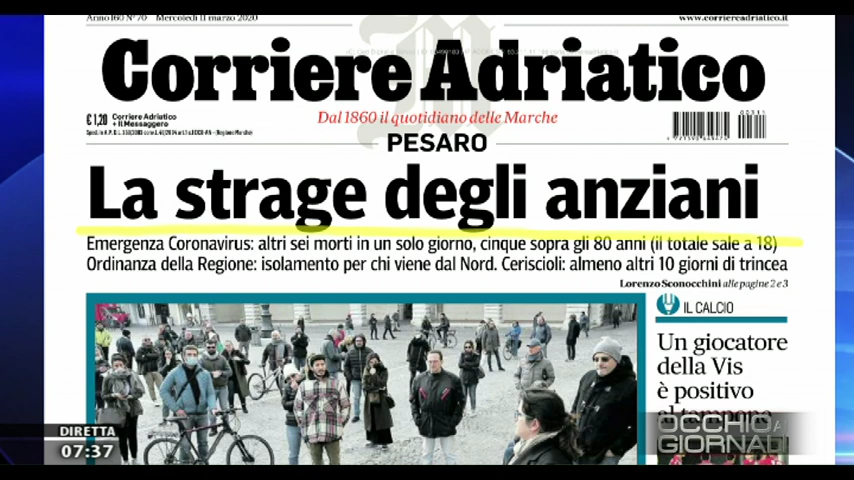 Anno 160 N° 70 Mercoledì 11 marzo 2020
www.corriereadriatico.it
Corriere Adriatico
€ 1,20 Corriere Adriatico
+ Il Messaggero
Dal 1860 il quotidiano delle Marche
PESARO
La strage degli anziani
Emergenza Coronavirus: altri sei morti in un solo giorno, cinque sopra gli 80 anni (il totale sale a 18)
Ordinanza della Regione: isolamento per chi viene dal Nord. Ceriscioli: almeno altri 10 giorni di trincea
Lorenzo Sconocchini alle pagine 2 e 3
IL CALCIO
Un giocatore
della Vis
è positivo
al tampone
DIRETTA
07:37
OCCHIO AI
GIORNALI